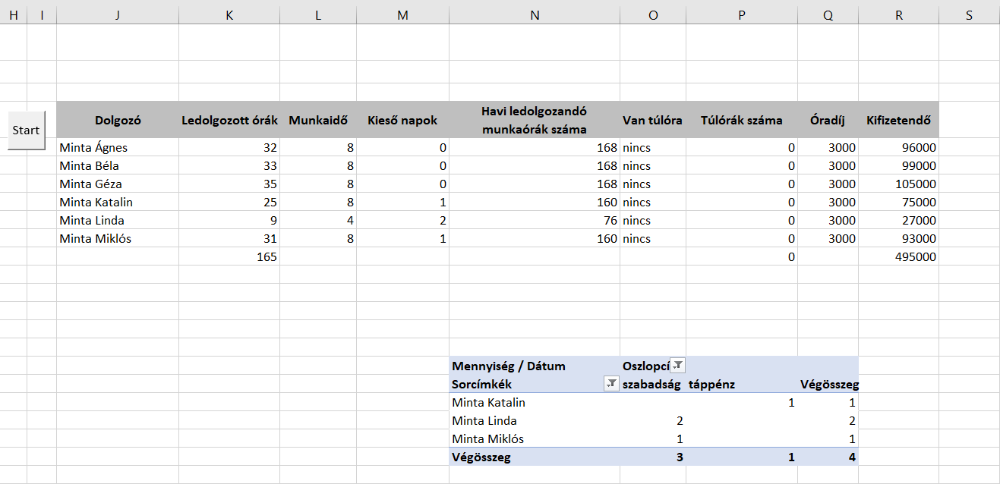 H I J K L M N O P Q R S
Start
Dolgozó Ledolgozott órák Munkaidő Kieső napok Havi ledolgozandó munkaórák száma Van túlóra Túlórák száma Óradíj Kifizetendő
Minta Ágnes 32 8 0 168 nincs 0 3000 96000
Minta Béla 33 8 0 168 nincs 0 3000 99000
Minta Géza 35 8 0 168 nincs 0 3000 105000
Minta Katalin 25 8 1 160 nincs 0 3000 75000
Minta Linda 9 4 2 76 nincs 0 3000 27000
Minta Miklós 31 8 1 160 nincs 0 3000 93000
165 0 495000
Mennyiség / Dátum Oszlopcí
Sorcímkék szabadság táppénz Végösszeg
Minta Katalin 1 1
Minta Linda 2 2
Minta Miklós 1 1
Végösszeg 3 1 4